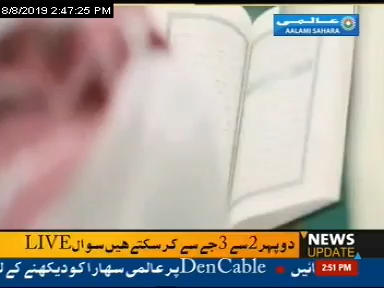 8/8/2019 2:47:25 PM
عالمی
AALAMI SAHARA
دوپہر 2 سے 3 بجے سے کر سکتے ہیں سوال LIVE
NEWS UPDATE
ئیں DenCable پر عالمی سہارا کو دیکھنے کے ل
2:51 PM